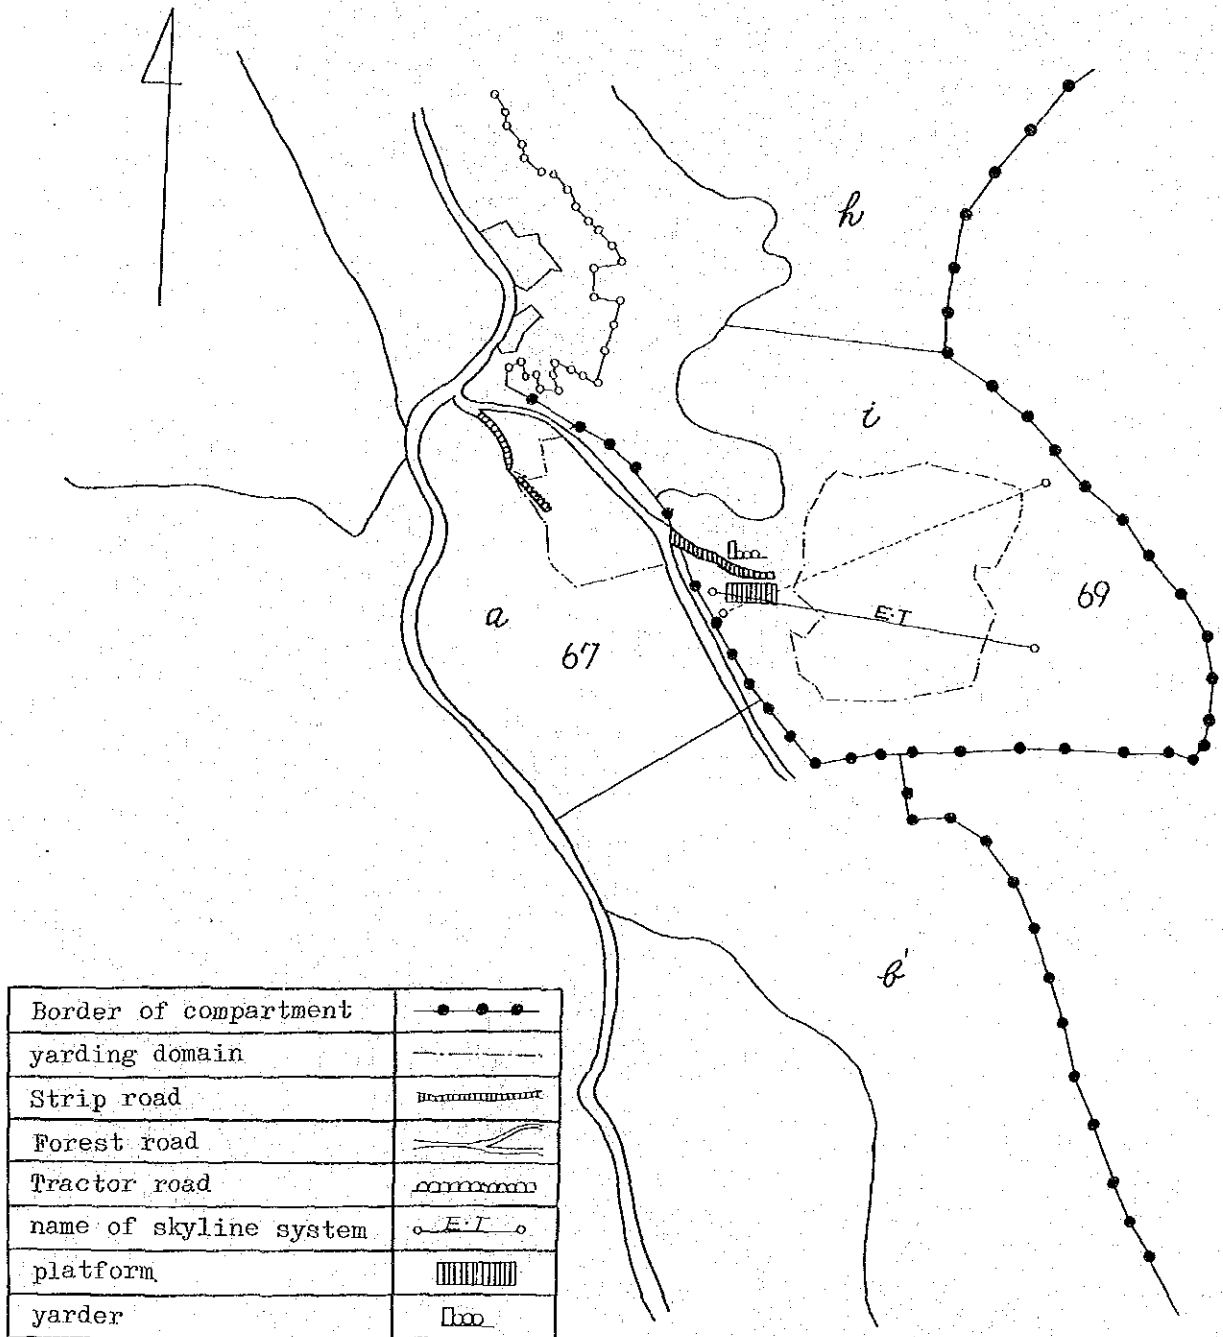 h
i
69
E·T
a
67
b'
Border of compartment
yarding domain
Strip road
Forest road
Tractor road
name of skyline system E·T
platform
yarder